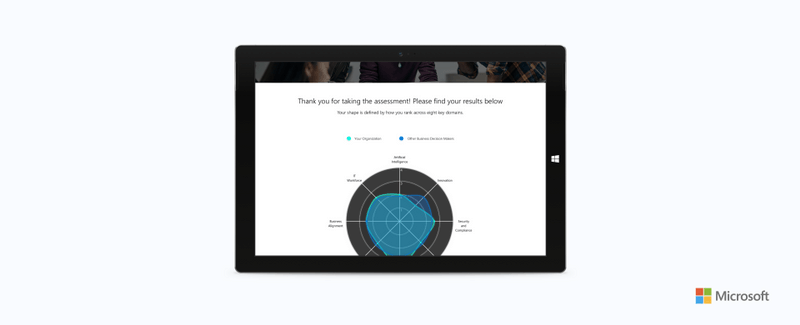 Thank you for taking the assessment! Please find your results below
Your shape is defined by how you rank across eight key domains.
Your Organization
Other Business Decision Makers
Artificial
Intelligence
IT
Workforce
Innovation
Business
Alignment
Security
and
Compliance
Microsoft